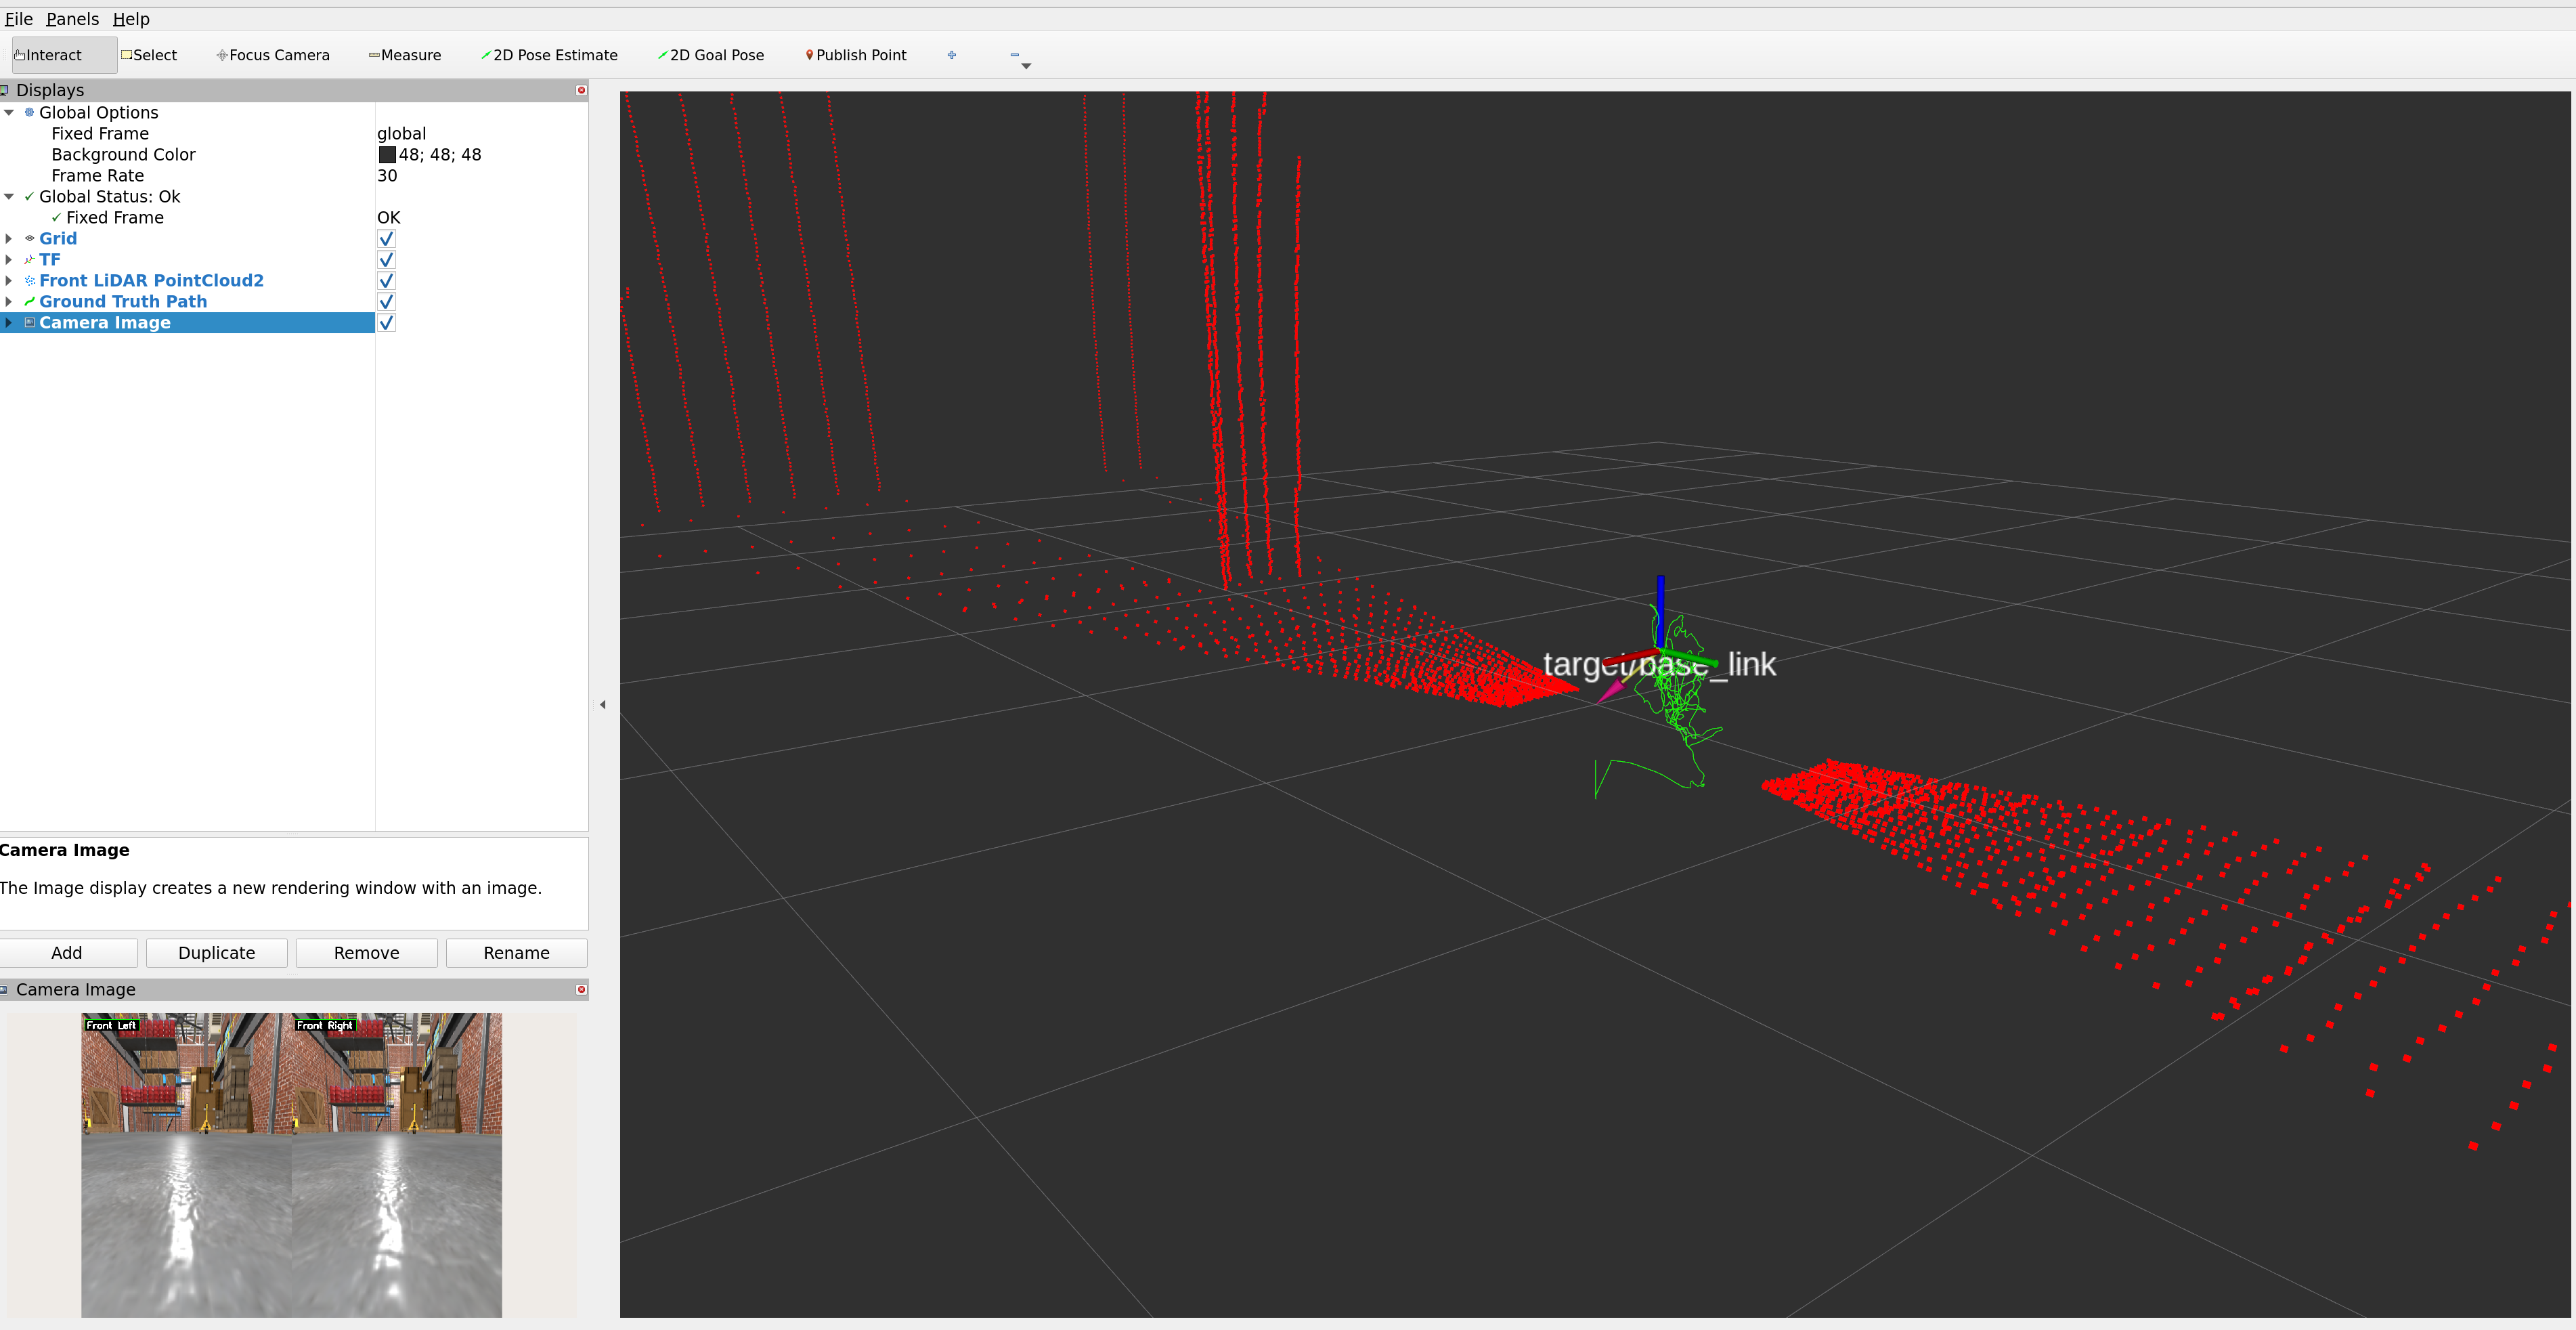 File Panels Help
Interact Select Focus Camera Measure 2D Pose Estimate 2D Goal Pose Publish Point
Displays
Global Options
Fixed Frame global
Background Color 48; 48; 48
Frame Rate 30
Global Status: Ok
Fixed Frame OK
Grid
TF
Front LiDAR PointCloud2
Ground Truth Path
Camera Image
Camera Image
The Image display creates a new rendering window with an image.
Add Duplicate Remove Rename
Camera Image
Front Left Front Right
target/base_link